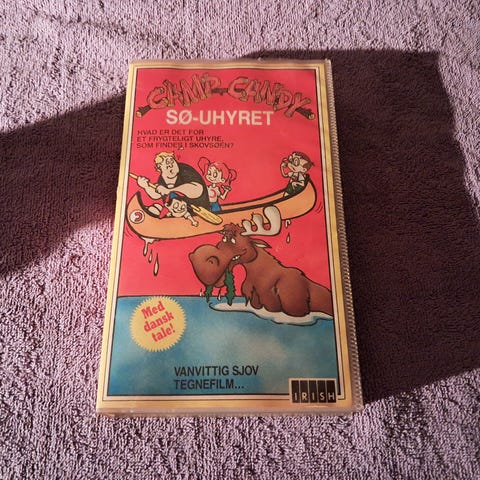 CAMP CANDY
SØ-UHYRET
HVAD ER DET FOR
ET FRYGTELIGT UHYRE,
SOM FINDES I SKOVSØEN?
Med
dansk
tale!
VANVITTIG SJOV
TEGNEFILM...
IRISH